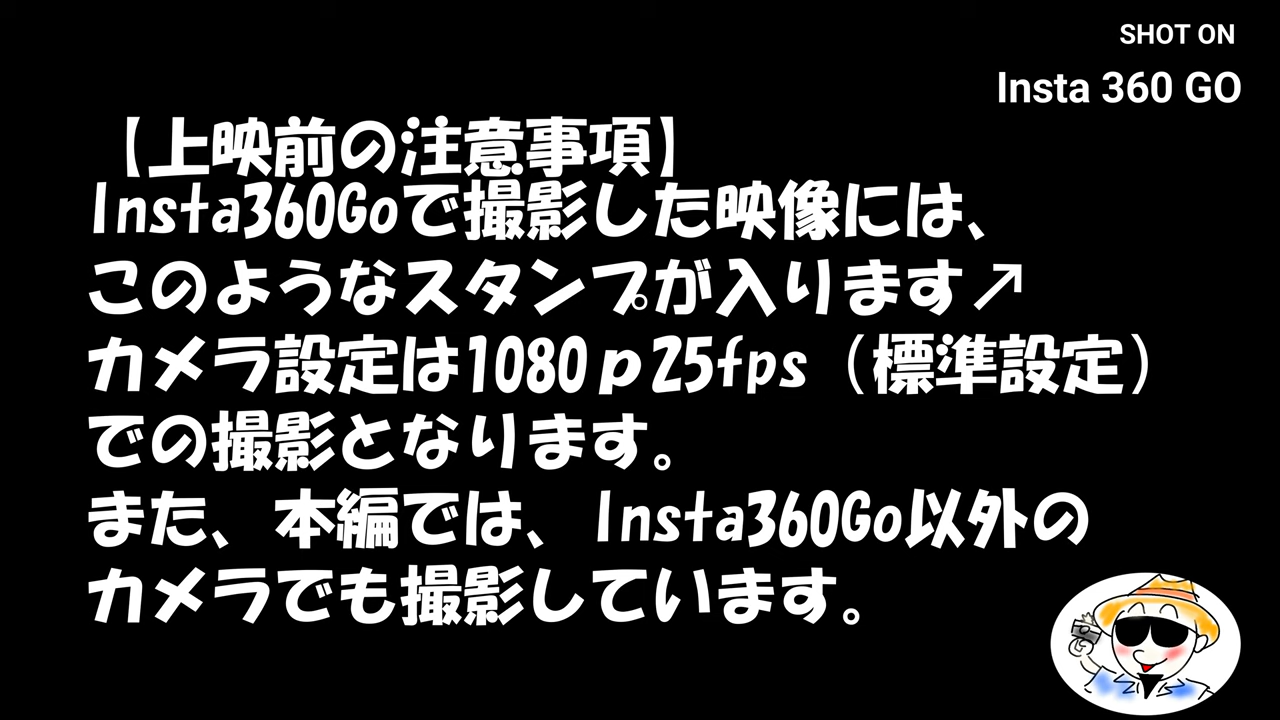 SHOT ON
Insta 360 GO
【上映前の注意事項】
Insta360Goで撮影した映像には、
このようなスタンプが入ります↗
カメラ設定は1080ｐ25fps（標準設定）
での撮影となります。
また、本編では、Insta360Go以外の
カメラでも撮影しています。